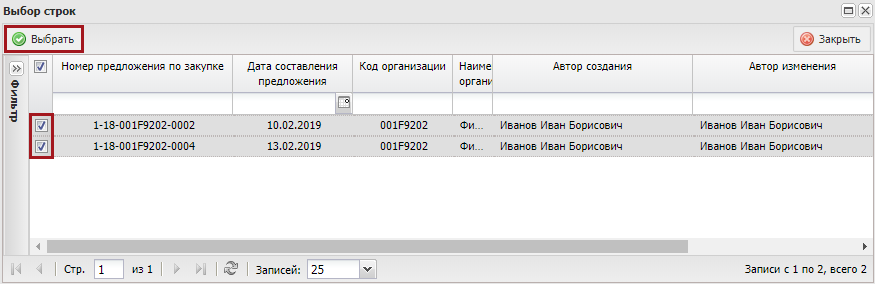 Выбор строк
Выбрать
Закрыть
Фильтр
Номер предложения по закупке
Дата составления предложения
Код организации
Наиме
органи
Автор создания
Автор изменения
1-18-001F9202-0002 10.02.2019 001F9202 Фи... Иванов Иван Борисович Иванов Иван Борисович
1-18-001F9202-0004 13.02.2019 001F9202 Фи... Иванов Иван Борисович Иванов Иван Борисович
Стр. 1 из 1 Записей: 25 Записи с 1 по 2, всего 2